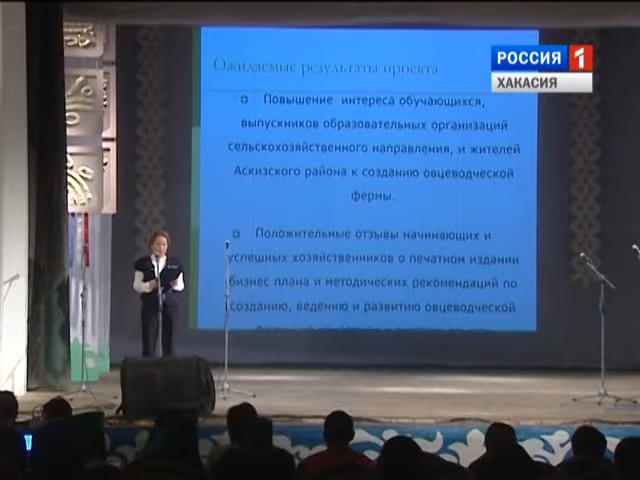 РОССИЯ 1
ХАКАСИЯ
Ожидаемые результаты проекта
Повышение интереса обучающихся,
выпускников образовательных организаций
сельскохозяйственного направления, и жителей
Аскизского района к созданию овцеводческой
фермы.
Положительные отзывы начинающих и
успешных хозяйственников о печатном издании
бизнес плана и методических рекомендаций по
созданию, ведению и развитию овцеводческой